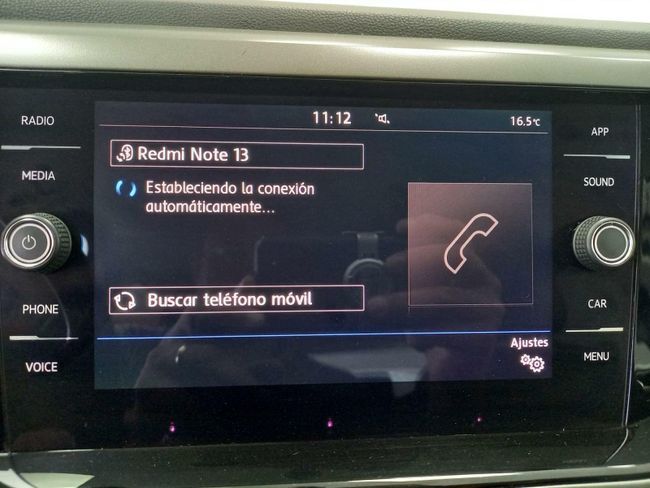 11:12
16.5°C
RADIO
MEDIA
PHONE
VOICE
Redmi Note 13
Estableciendo la conexión
automáticamente...
Buscar teléfono móvil
Ajustes
APP
SOUND
CAR
MENU